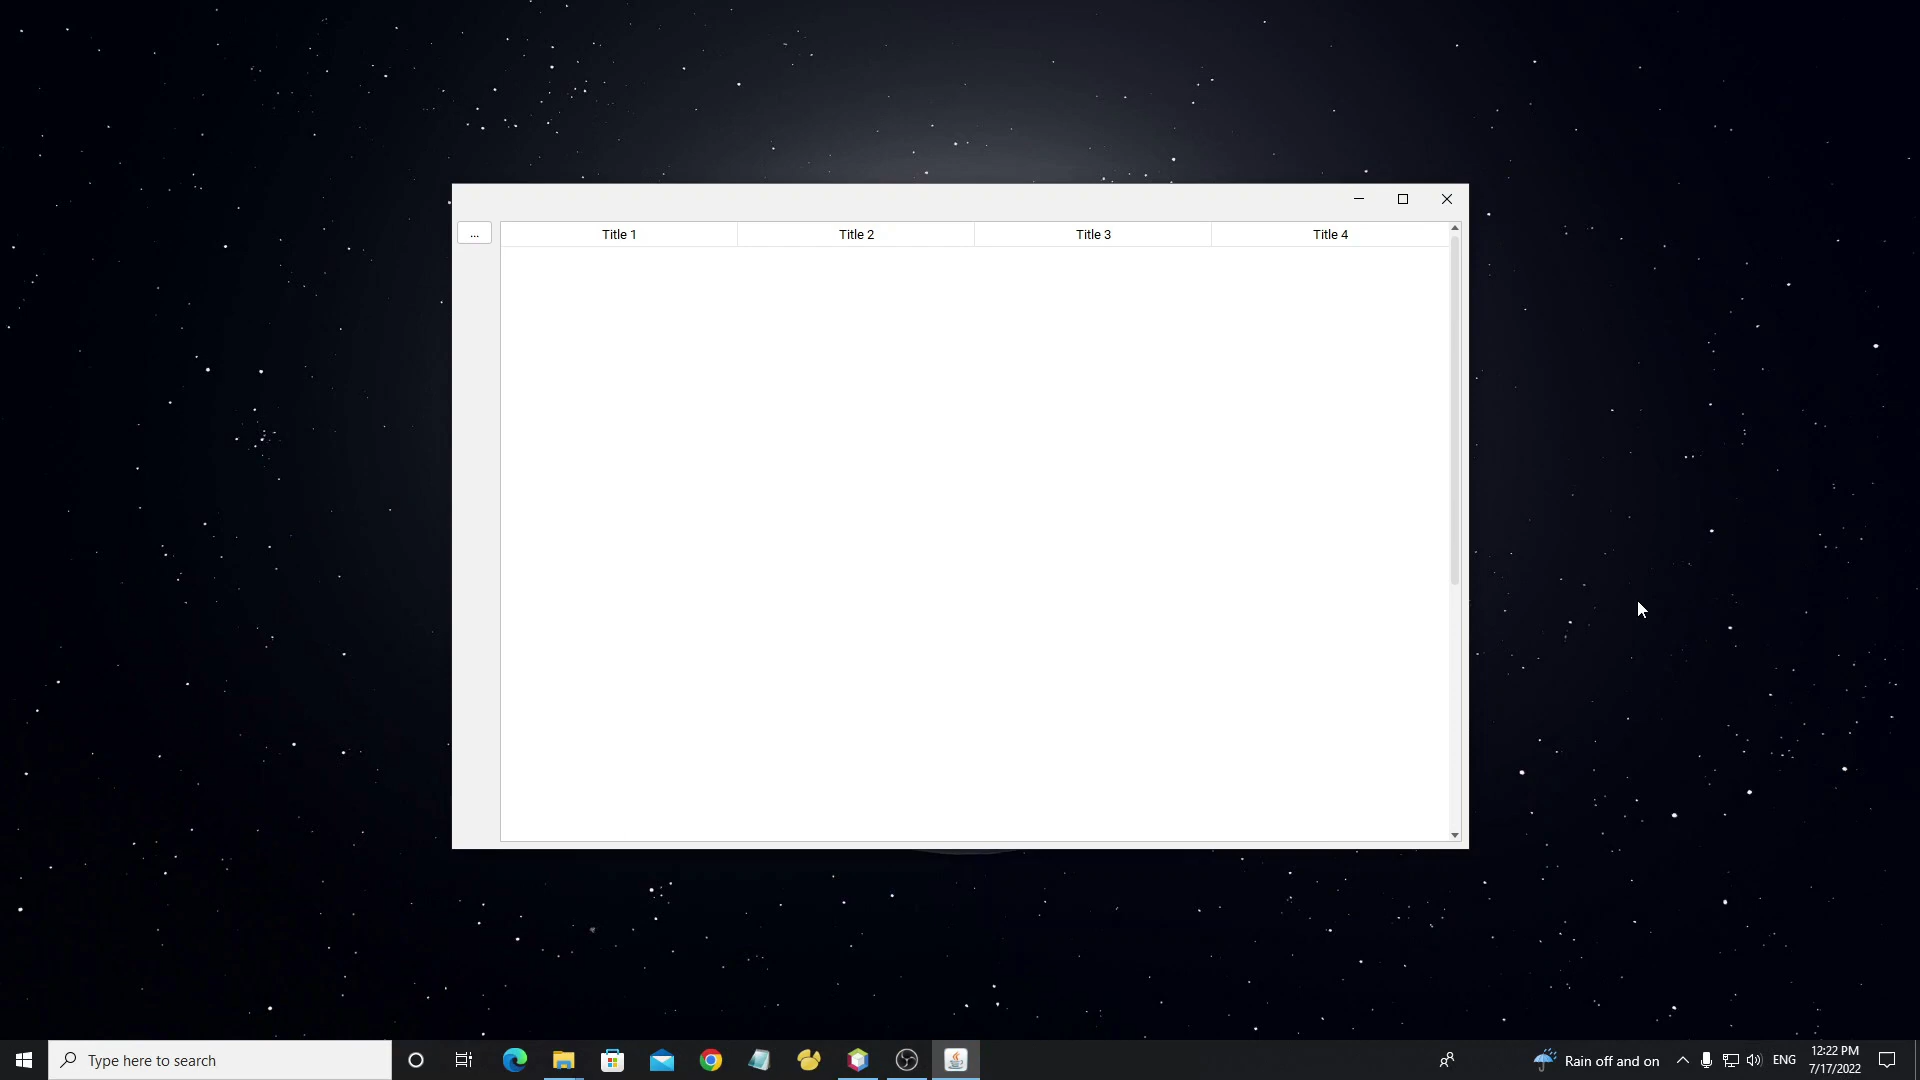 ...
Title 1
Title 2
Title 3
Title 4
Type here to search
Rain off and on
ENG
12:22 PM
7/17/2022